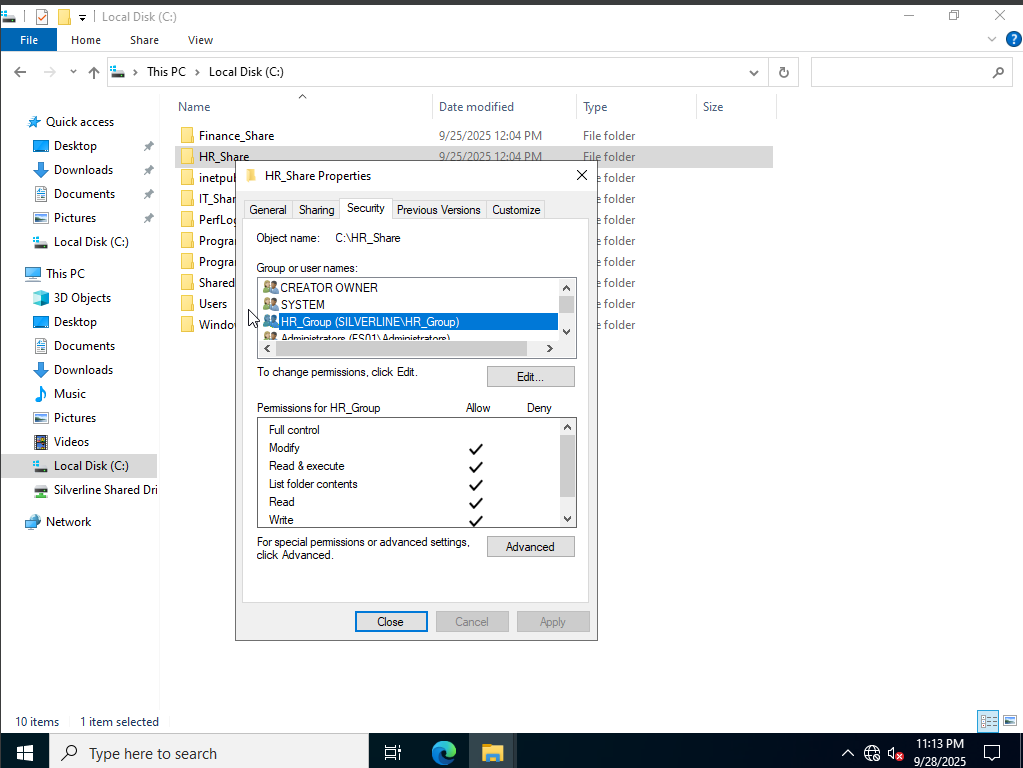 Local Disk (C:)
File Home Share View
This PC Local Disk (C:)
Name Date modified Type Size
Quick access
Desktop
Downloads
Documents
Pictures
Local Disk (C:)
This PC
3D Objects
Desktop
Documents
Downloads
Music
Pictures
Videos
Local Disk (C:)
Silverline Shared Dri
Network
Finance_Share 9/25/2025 12:04 PM File folder
HR_Share 9/25/2025 12:04 PM File folder
inetpul e folder
IT_Shar e folder
PerfLog e folder
Progra e folder
Progra e folder
Shared e folder
Users e folder
Windo e folder
HR_Share Properties
General Sharing Security Previous Versions Customize
Object name: C:\HR_Share
Group or user names:
CREATOR OWNER
SYSTEM
HR_Group (SILVERLINE\HR_Group)
Administrators (FS01\Administrators)
To change permissions, click Edit.
Edit...
Permissions for HR_Group Allow Deny
Full control
Modify
Read & execute
List folder contents
Read
Write
For special permissions or advanced settings,
click Advanced.
Advanced
Close Cancel Apply
10 items 1 item selected
Type here to search
11:13 PM
9/28/2025